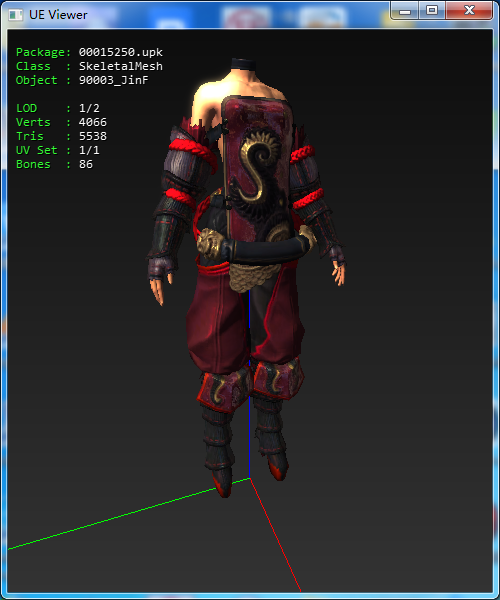 UE Viewer
Package: 00015250.upk
Class : SkeletalMesh
Object : 90003_JinF
LOD : 1/2
Verts : 4066
Tris : 5538
UV Set : 1/1
Bones : 86